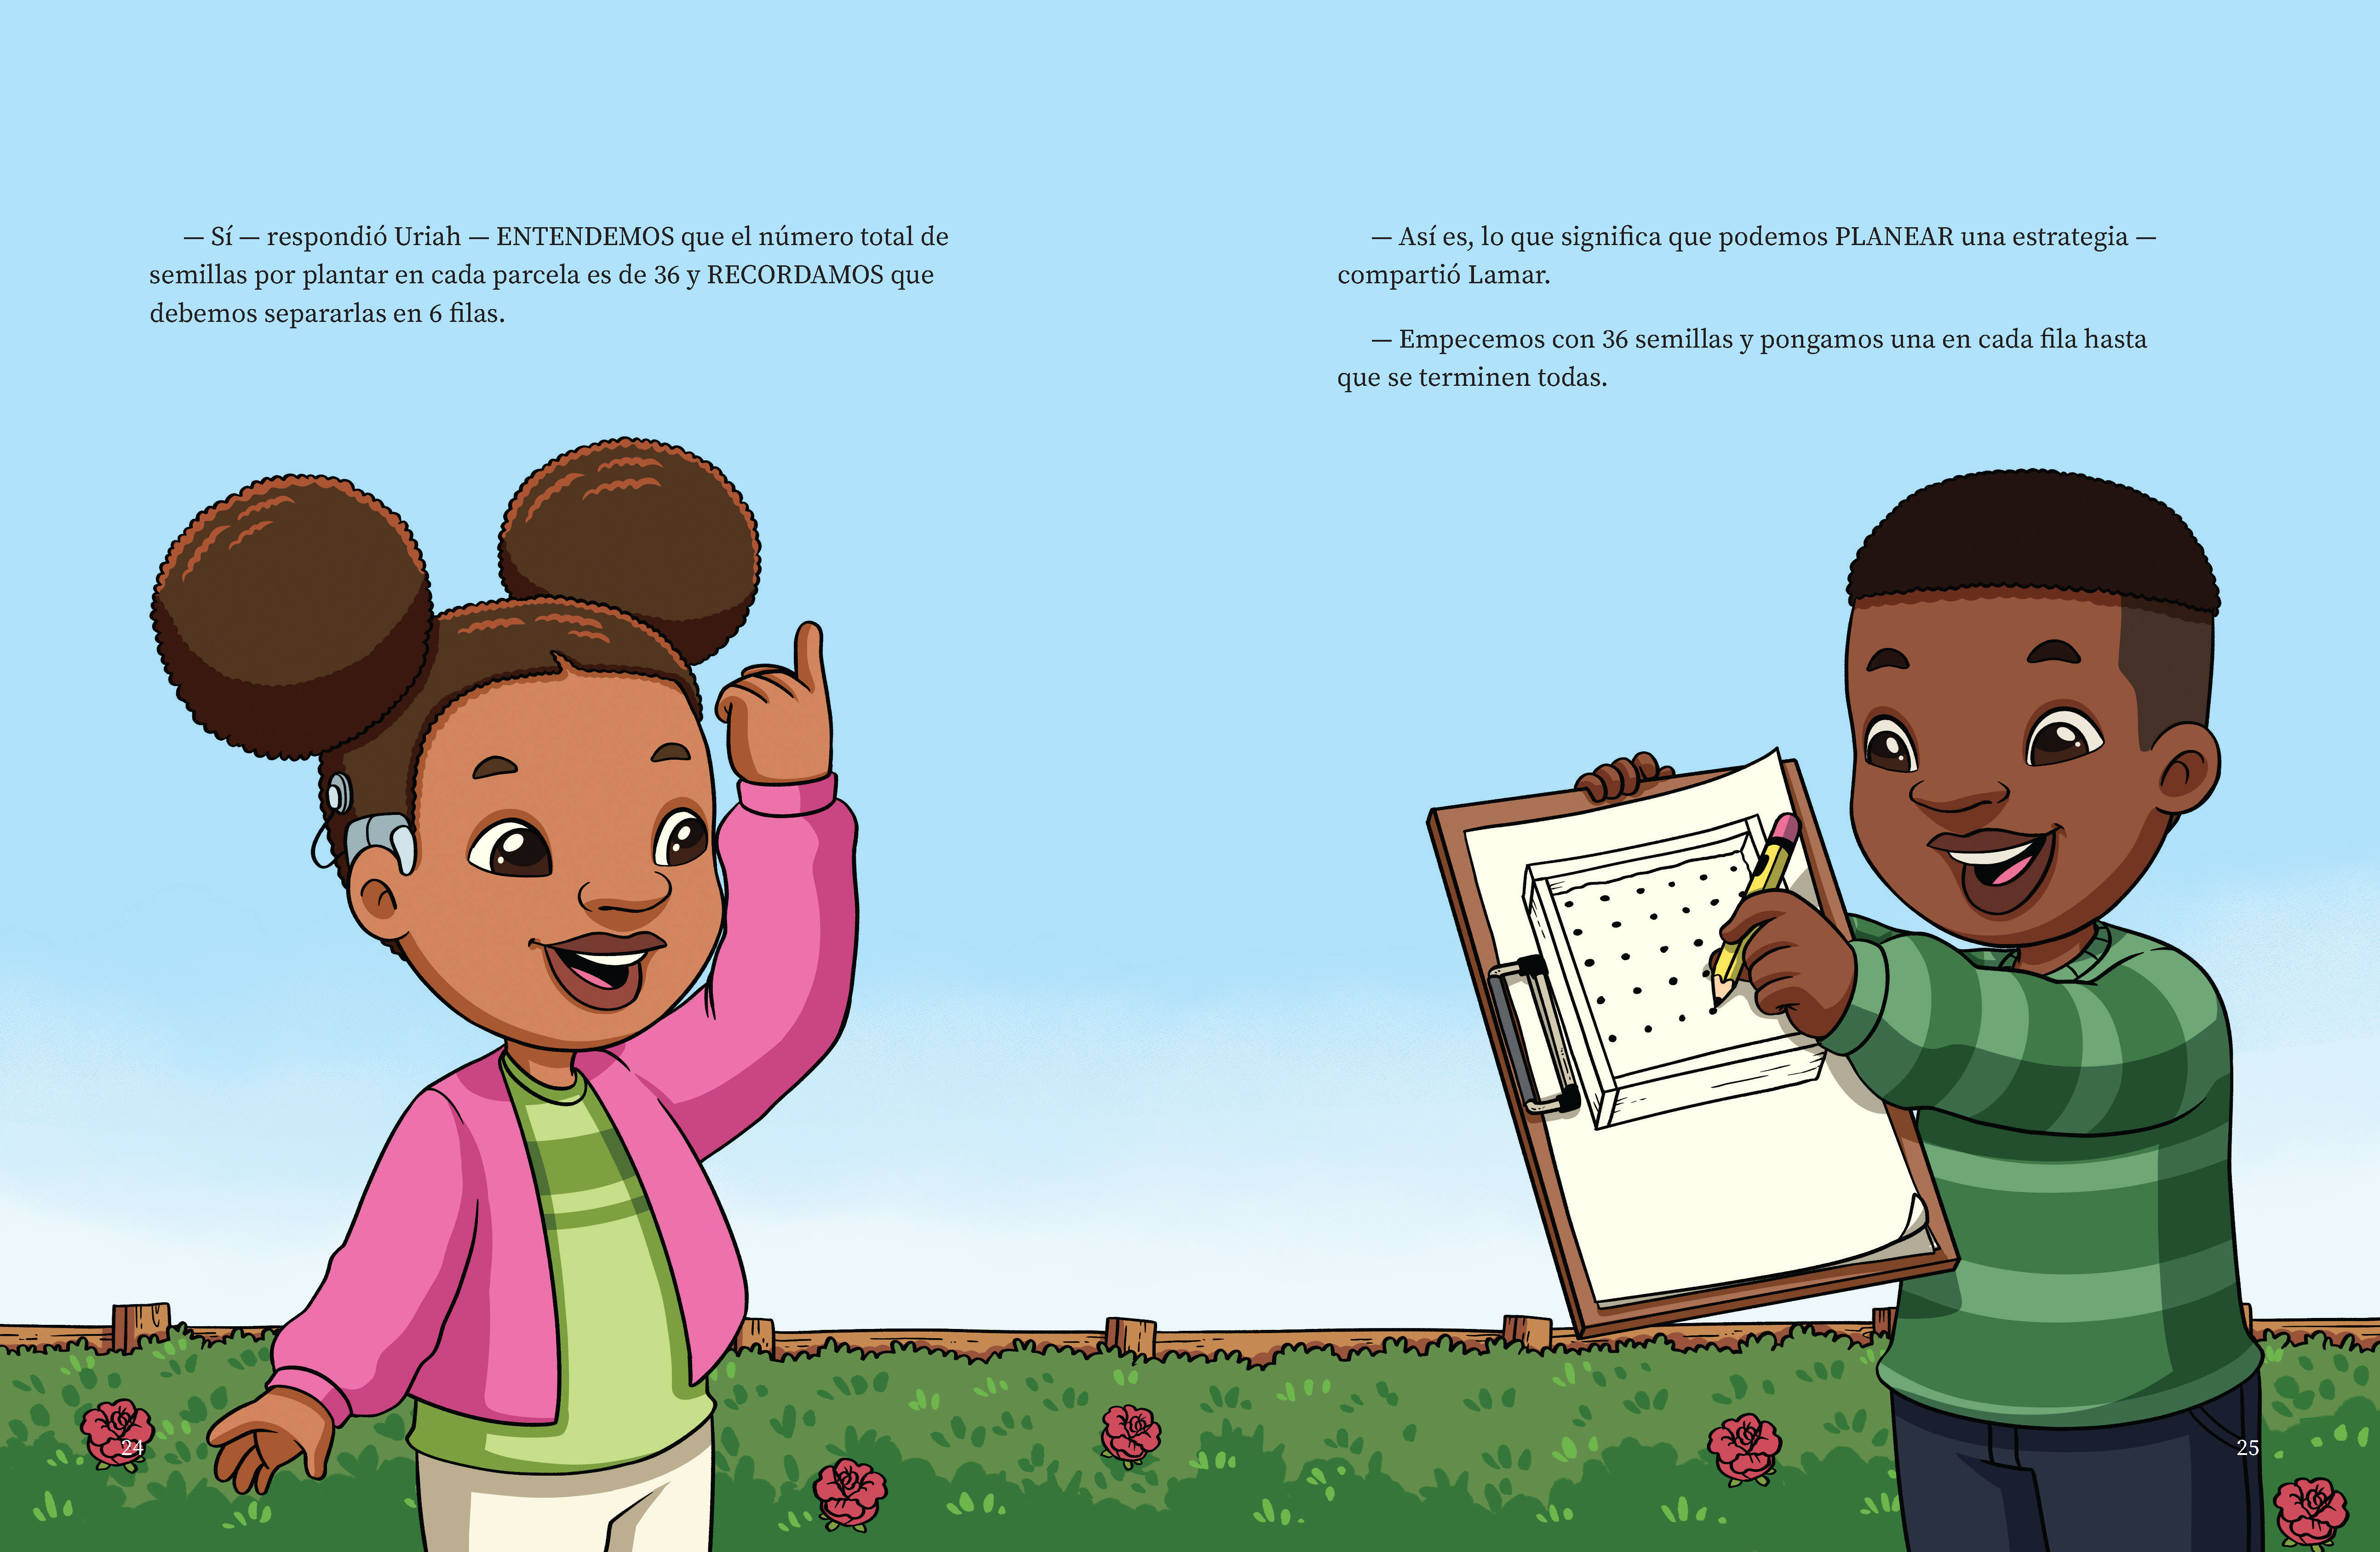 — Sí — respondió Uriah — ENTENDEMOS que el número total de
semillas por plantar en cada parcela es de 36 y RECORDAMOS que
debemos separarlas en 6 filas.
24
— Así es, lo que significa que podemos PLANEAR una estrategia —
compartió Lamar.
— Empecemos con 36 semillas y pongamos una en cada fila hasta
que se terminen todas.
25